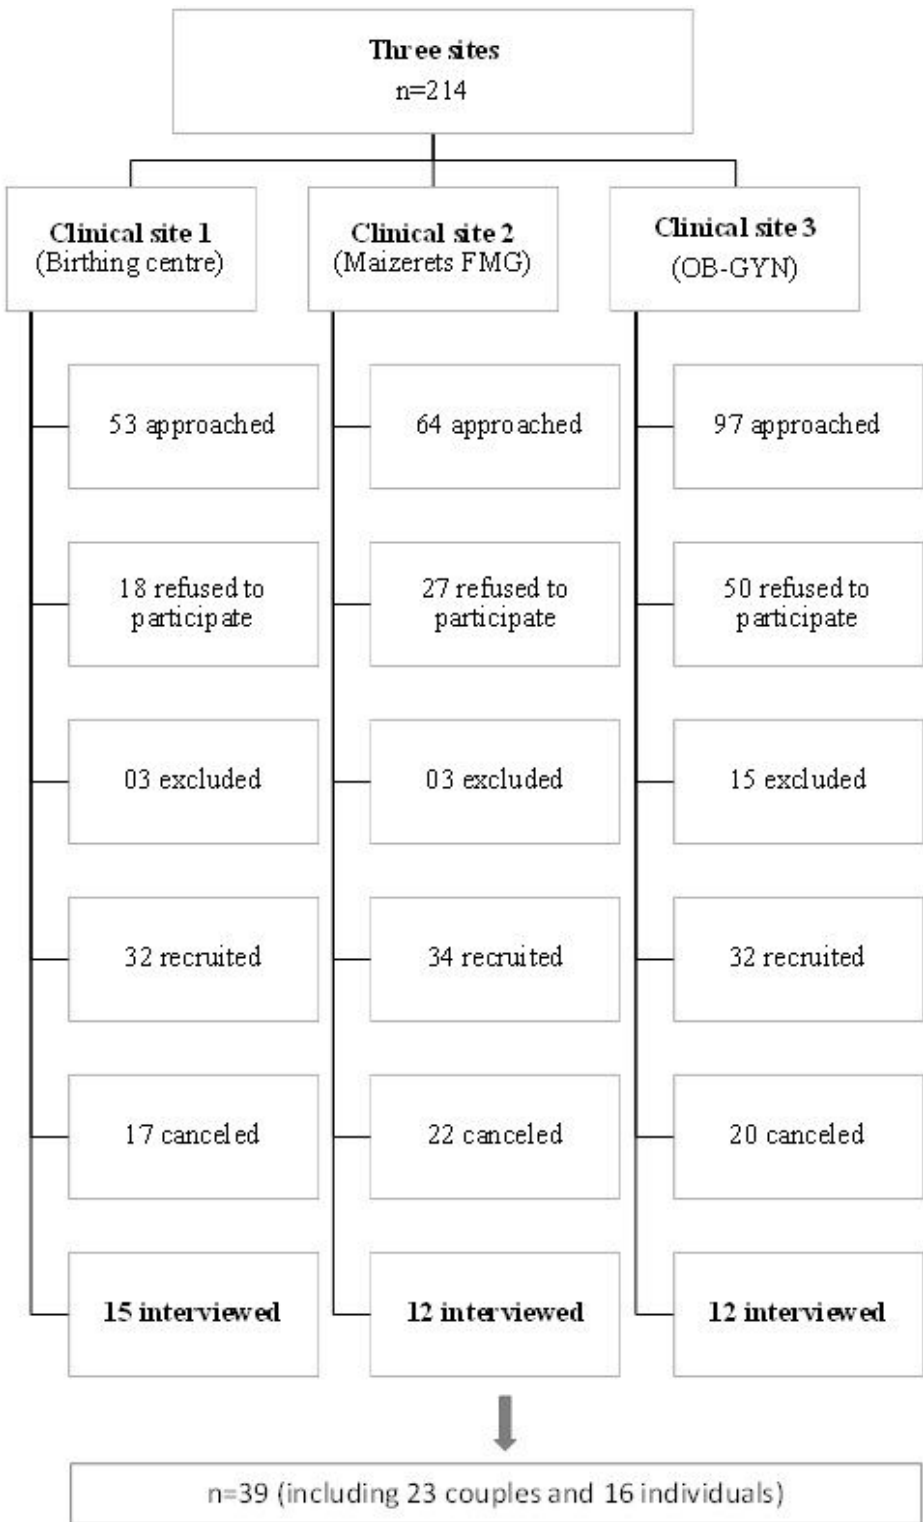 Three sites
n=214
Clinical site 1
(Birthing centre)
53 approached
18 refused to
participate
03 excluded
32 recruited
17 canceled
15 interviewed
Clinical site 2
(Maizerets FMG)
64 approached
27 refused to
participate
03 excluded
34 recruited
22 canceled
12 interviewed
Clinical site 3
(OB-GYN)
97 approached
50 refused to
participate
15 excluded
32 recruited
20 canceled
12 interviewed
n=39 (including 23 couples and 16 individuals)